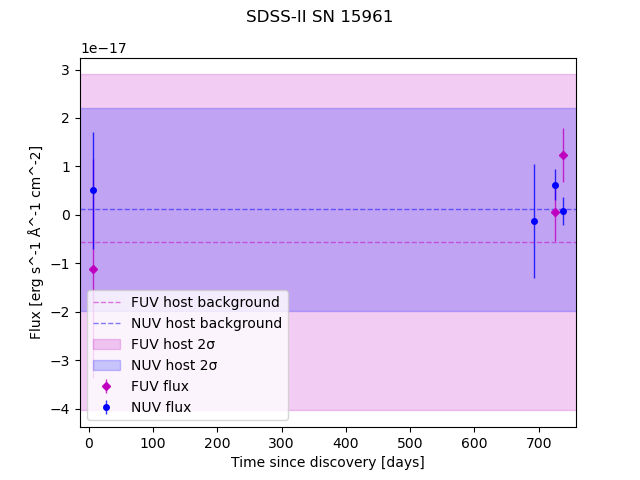 SDSS-II SN 15961
1e−17
Flux [erg s^-1 Å^-1 cm^-2]
3
2
1
0
−1
−2
−3
−4
FUV host background
NUV host background
FUV host 2σ
NUV host 2σ
FUV flux
NUV flux
0 100 200 300 400 500 600 700
Time since discovery [days]